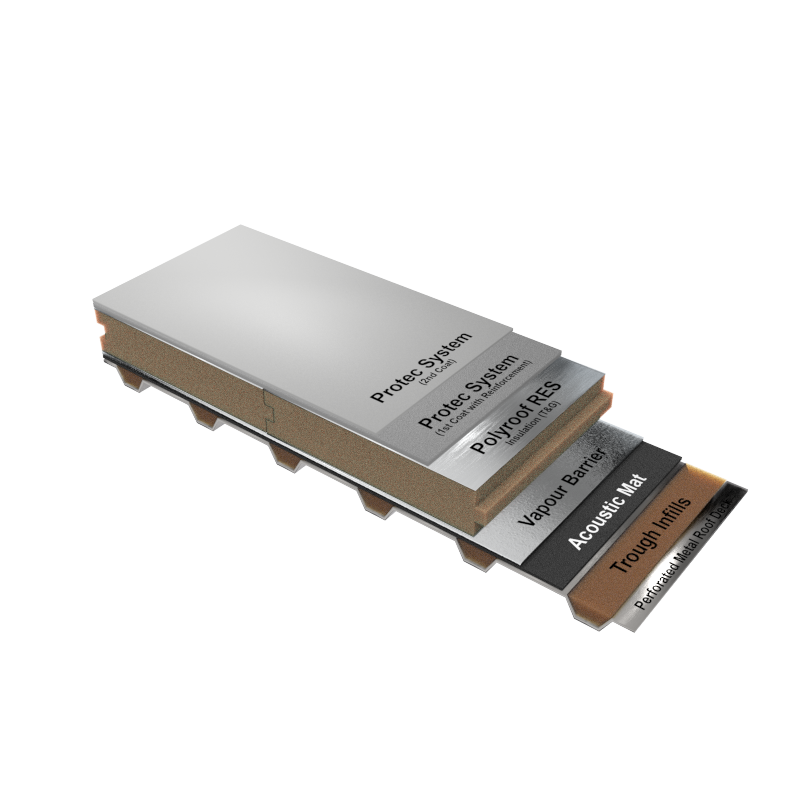 Protec System
(2nd Coat)
Protec System
(1st Coat with Reinforcement)
Polyroof RES
Insulation (T&G)
Vapour Barrier
Acoustic Mat
Trough Infills
Perforated Metal Roof Deck